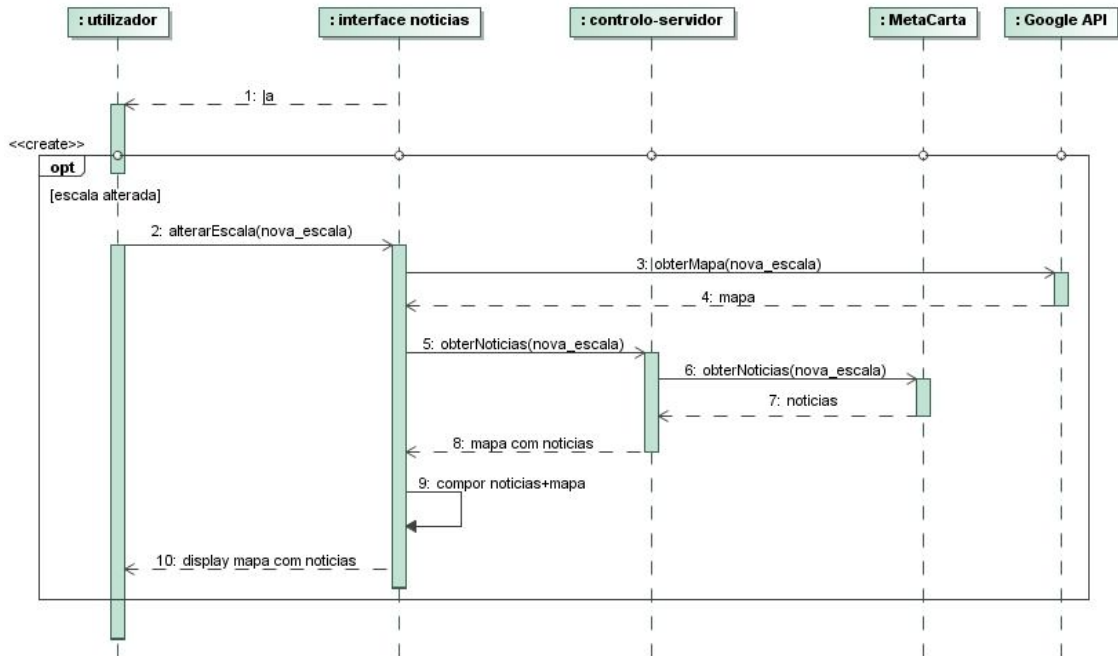 : utilizador
: interface noticias
: controlo-servidor
: MetaCarta
: Google API
1: |a
<<create>>
opt
[escala alterada]
2: alterarEscala(nova_escala)
3: obterMapa(nova_escala)
4: mapa
5: obterNoticias(nova_escala)
6: obterNoticias(nova_escala)
7: noticias
8: mapa com noticias
9: compor noticias+mapa
10: display mapa com noticias